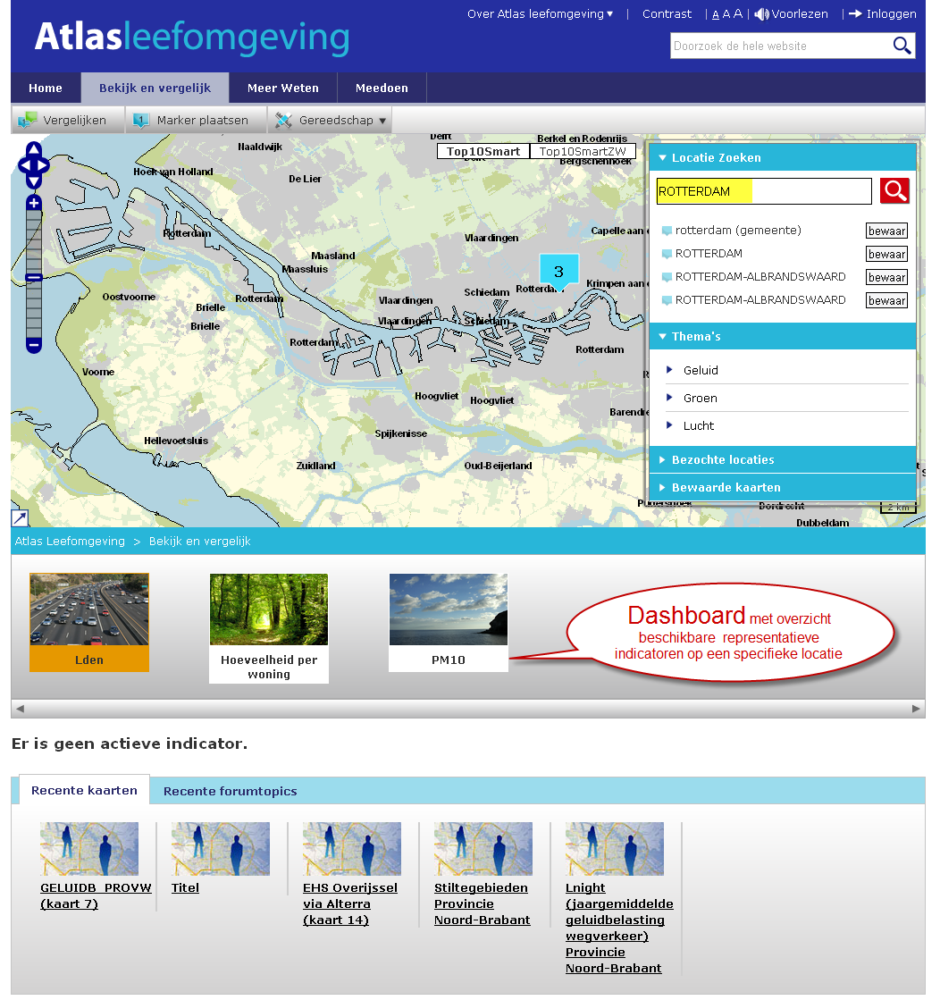 Over Atlas leefomgeving ▾ | Contrast | A A A | Voorlezen | Inloggen
Atlasleefomgeving
Doorzoek de hele website
Home
Bekijk en vergelijk
Meer Weten
Meedoen
Vergelijken
1 Marker plaatsen
Gereedschap ▾
Delft
Berkel en Rodenrijs
Naaldwijk
Top10Smart
Top10SmartZW
Bergschenhoek
Hoek van Holland
De Lier
Rotterdam
Vlaardingen
Capelle aan
Maasland
Maassluis
3
Krimpen aan
Oostvoorne
Brielle
Rotterdam
Vlaardingen
Schiedam
Rotterdam
Brielle
Vlaardingen
Schiedam
Rotterdam
Rotterdam
Voorne
Hoogvliet
Hoogvliet
Barendre
Spijkenisse
Hellevoetsluis
Zuidland
Oud-Beijerland
Dordrecht
2 km
Dubbeldam
Locatie Zoeken
ROTTERDAM
rotterdam (gemeente)
bewaar
ROTTERDAM
bewaar
ROTTERDAM-ALBRANDSWAARD
bewaar
ROTTERDAM-ALBRANDSWAARD
bewaar
Thema's
Geluid
Groen
Lucht
Bezochte locaties
Bewaarde kaarten
Atlas Leefomgeving > Bekijk en vergelijk
Lden
Hoeveelheid per
woning
PM10
Dashboard met overzicht
beschikbare representatieve
indicatoren op een specifieke locatie
Er is geen actieve indicator.
Recente kaarten
Recente forumtopics
GELUIDB_PROVW
(kaart 7)
Titel
EHS Overijssel
via Alterra
(kaart 14)
Stiltegebieden
Provincie
Noord-Brabant
Lnight
(jaargemiddelde
geluidbelasting
wegverkeer)
Provincie
Noord-Brabant